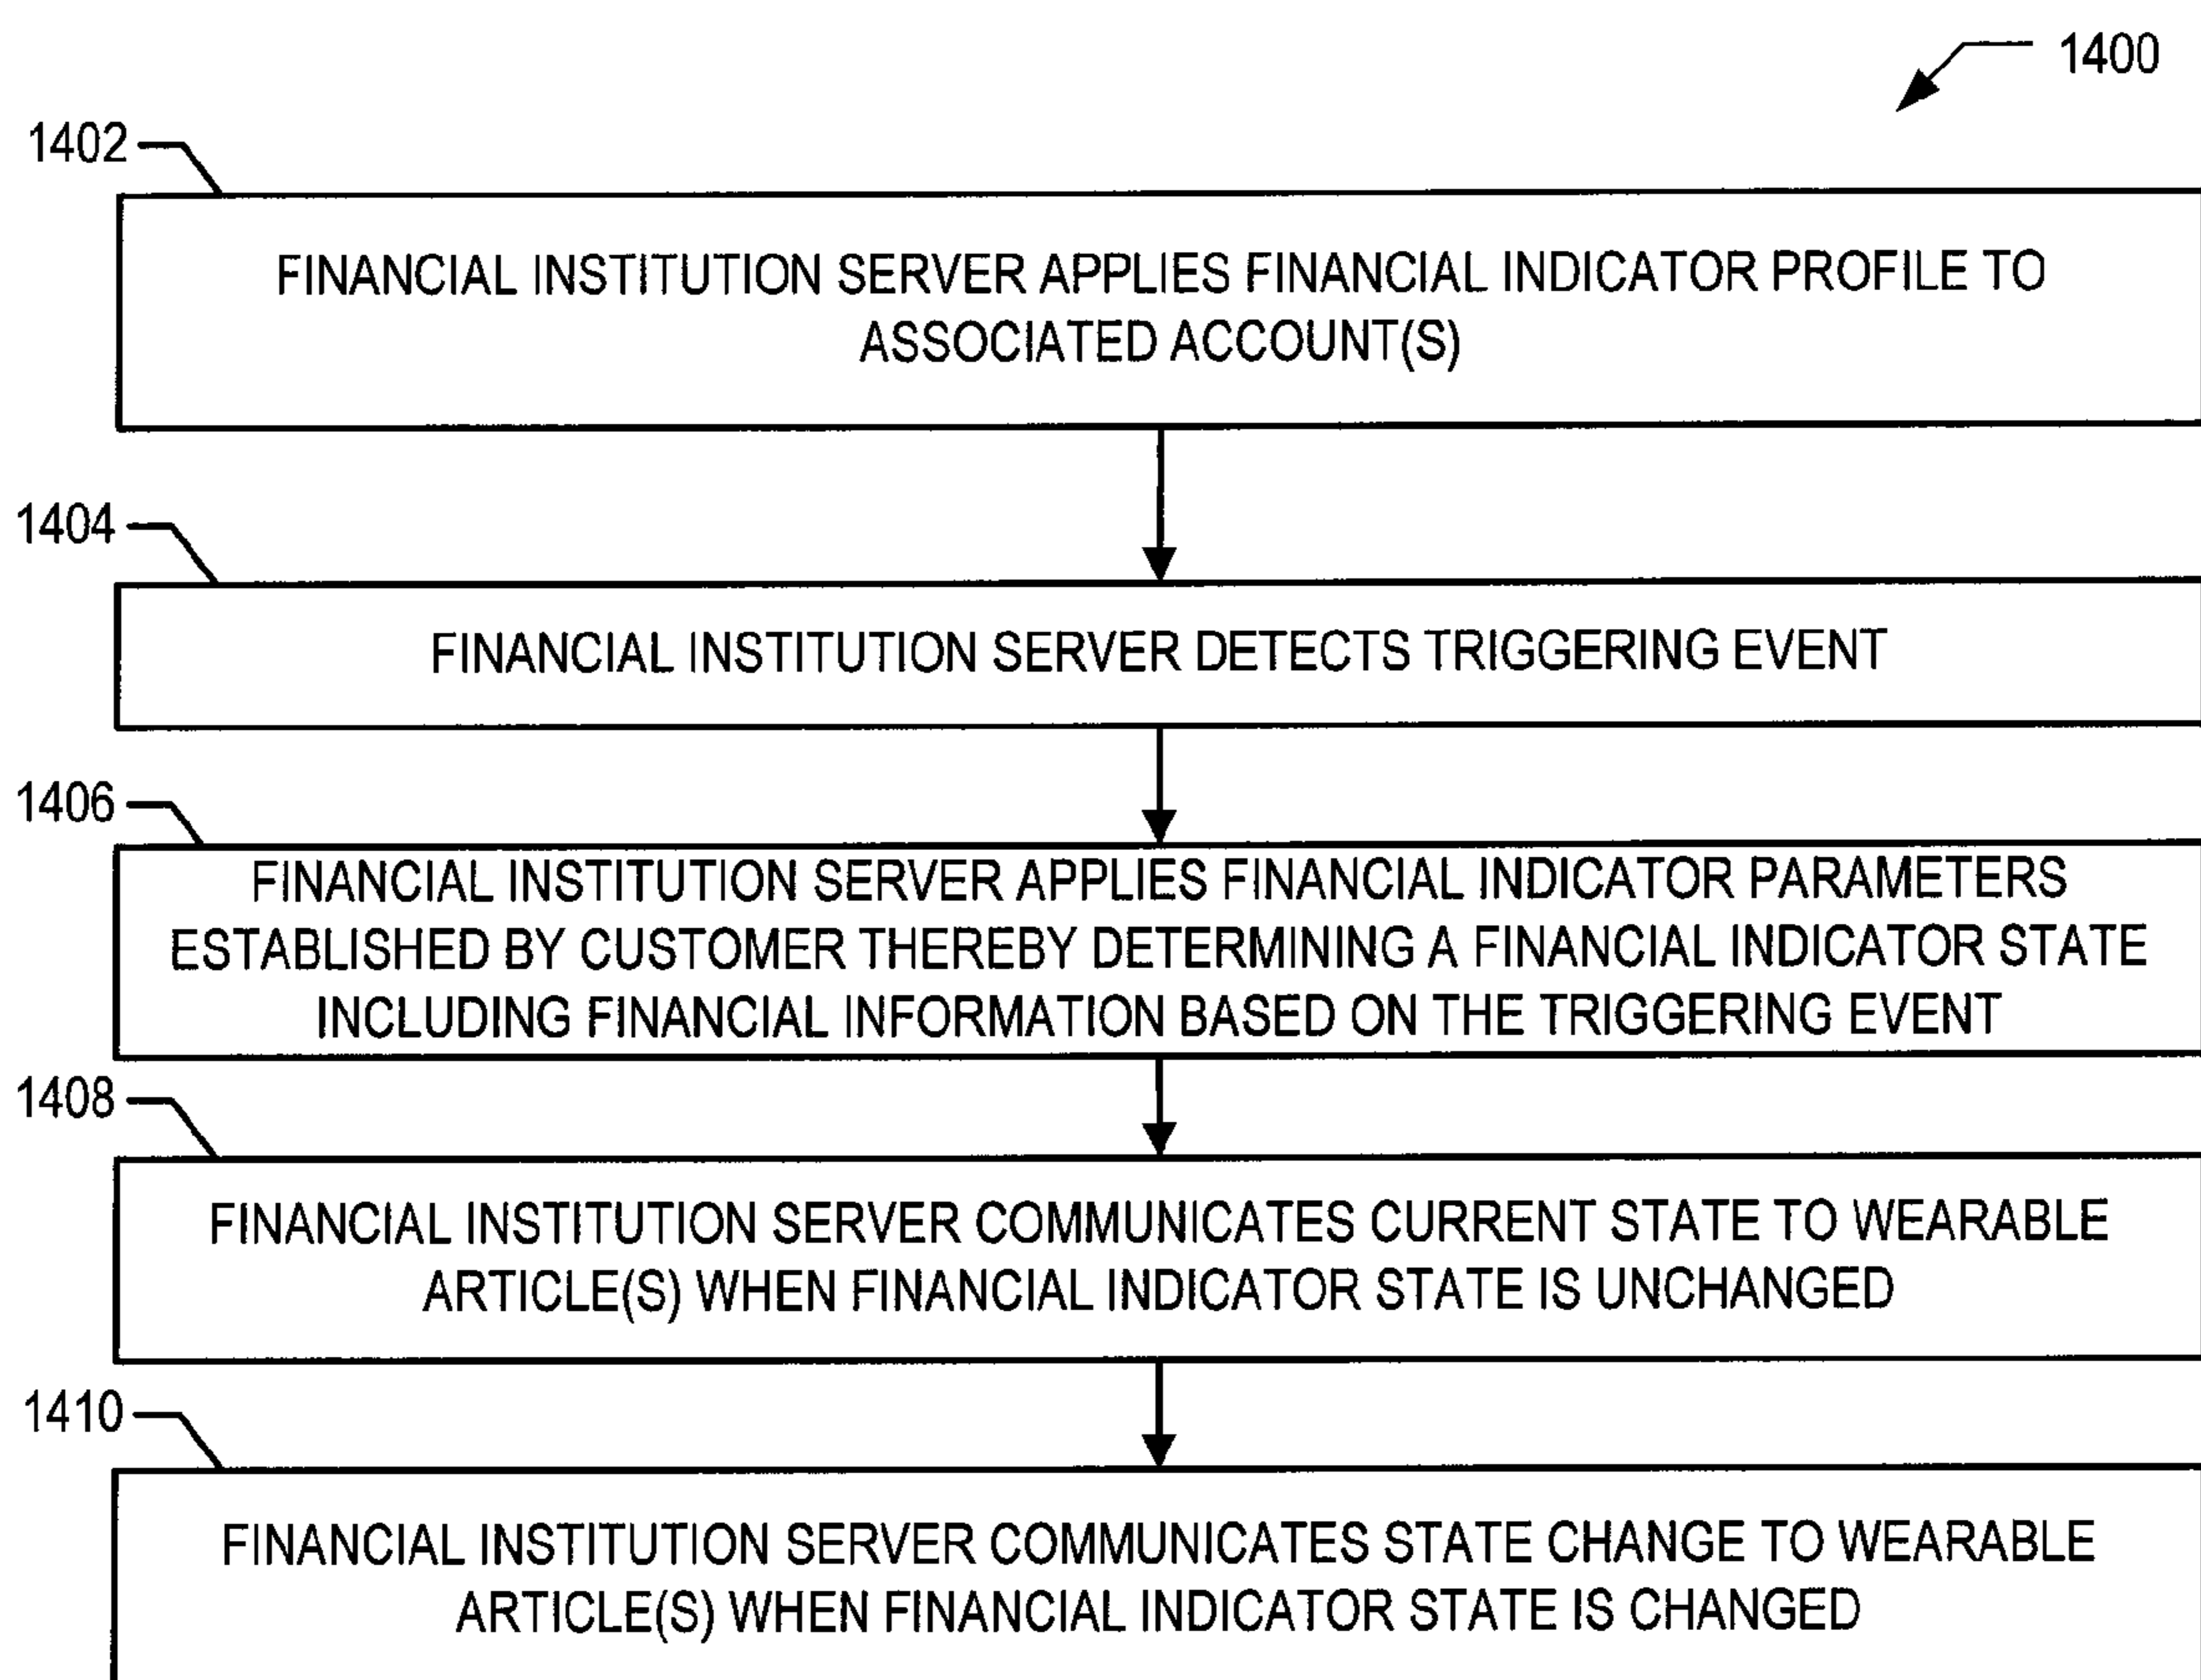 1400
1402
FINANCIAL INSTITUTION SERVER APPLIES FINANCIAL INDICATOR PROFILE TO
ASSOCIATED ACCOUNT(S)
1404
FINANCIAL INSTITUTION SERVER DETECTS TRIGGERING EVENT
1406
FINANCIAL INSTITUTION SERVER APPLIES FINANCIAL INDICATOR PARAMETERS
ESTABLISHED BY CUSTOMER THEREBY DETERMINING A FINANCIAL INDICATOR STATE
INCLUDING FINANCIAL INFORMATION BASED ON THE TRIGGERING EVENT
1408
FINANCIAL INSTITUTION SERVER COMMUNICATES CURRENT STATE TO WEARABLE
ARTICLE(S) WHEN FINANCIAL INDICATOR STATE IS UNCHANGED
1410
FINANCIAL INSTITUTION SERVER COMMUNICATES STATE CHANGE TO WEARABLE
ARTICLE(S) WHEN FINANCIAL INDICATOR STATE IS CHANGED